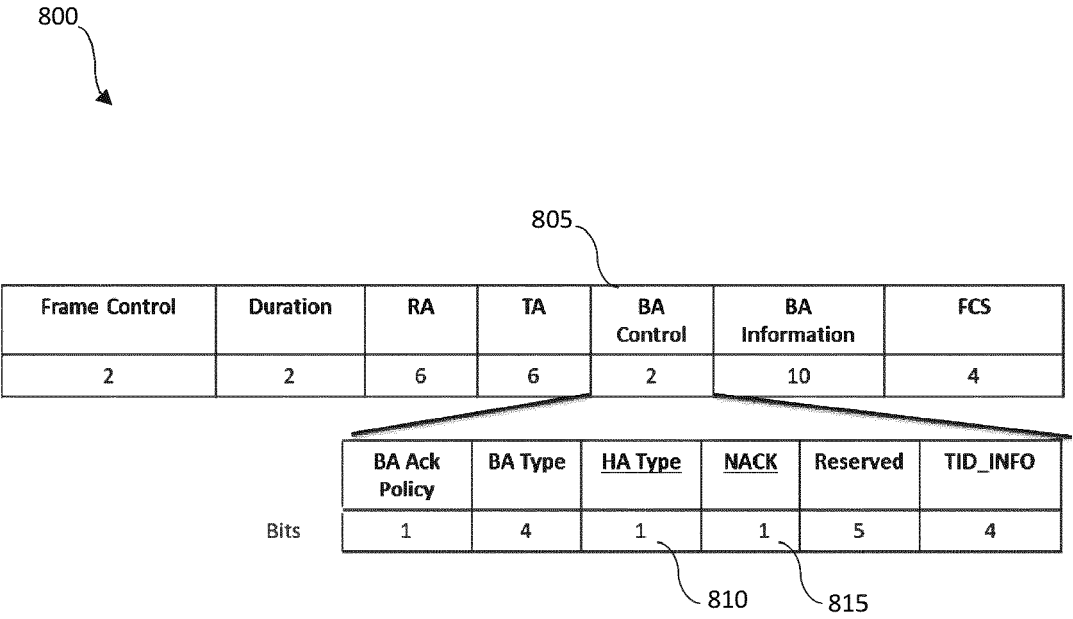 800
805
Frame Control Duration RA TA BA Control BA Information FCS
2 2 6 6 2 10 4
BA Ack Policy BA Type HA Type NACK Reserved TID_INFO
Bits 1 4 1 1 5 4
810
815